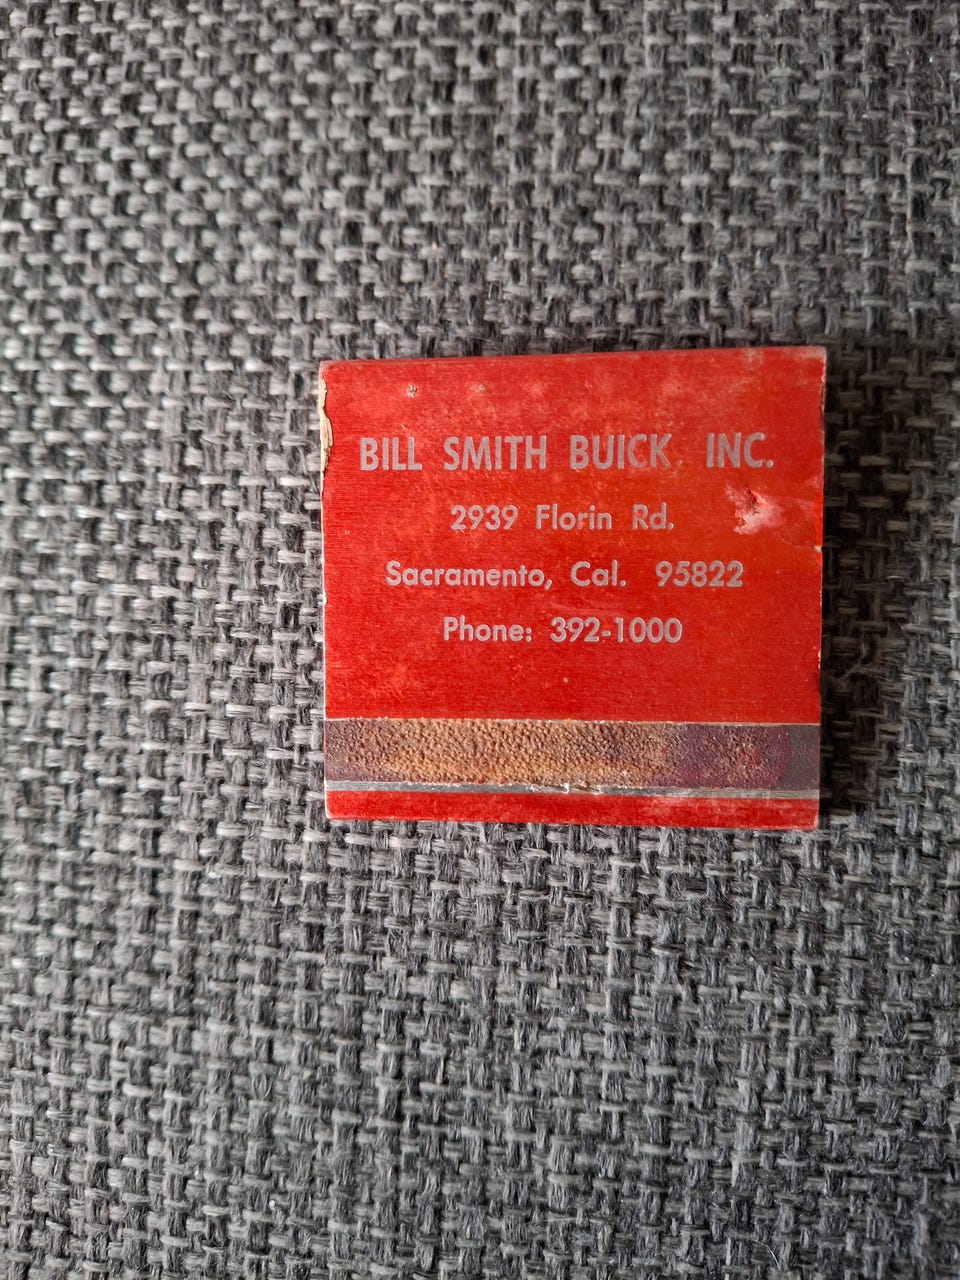 BILL SMITH BUICK, INC.
2939 Florin Rd.
Sacramento, Cal. 95822
Phone: 392-1000